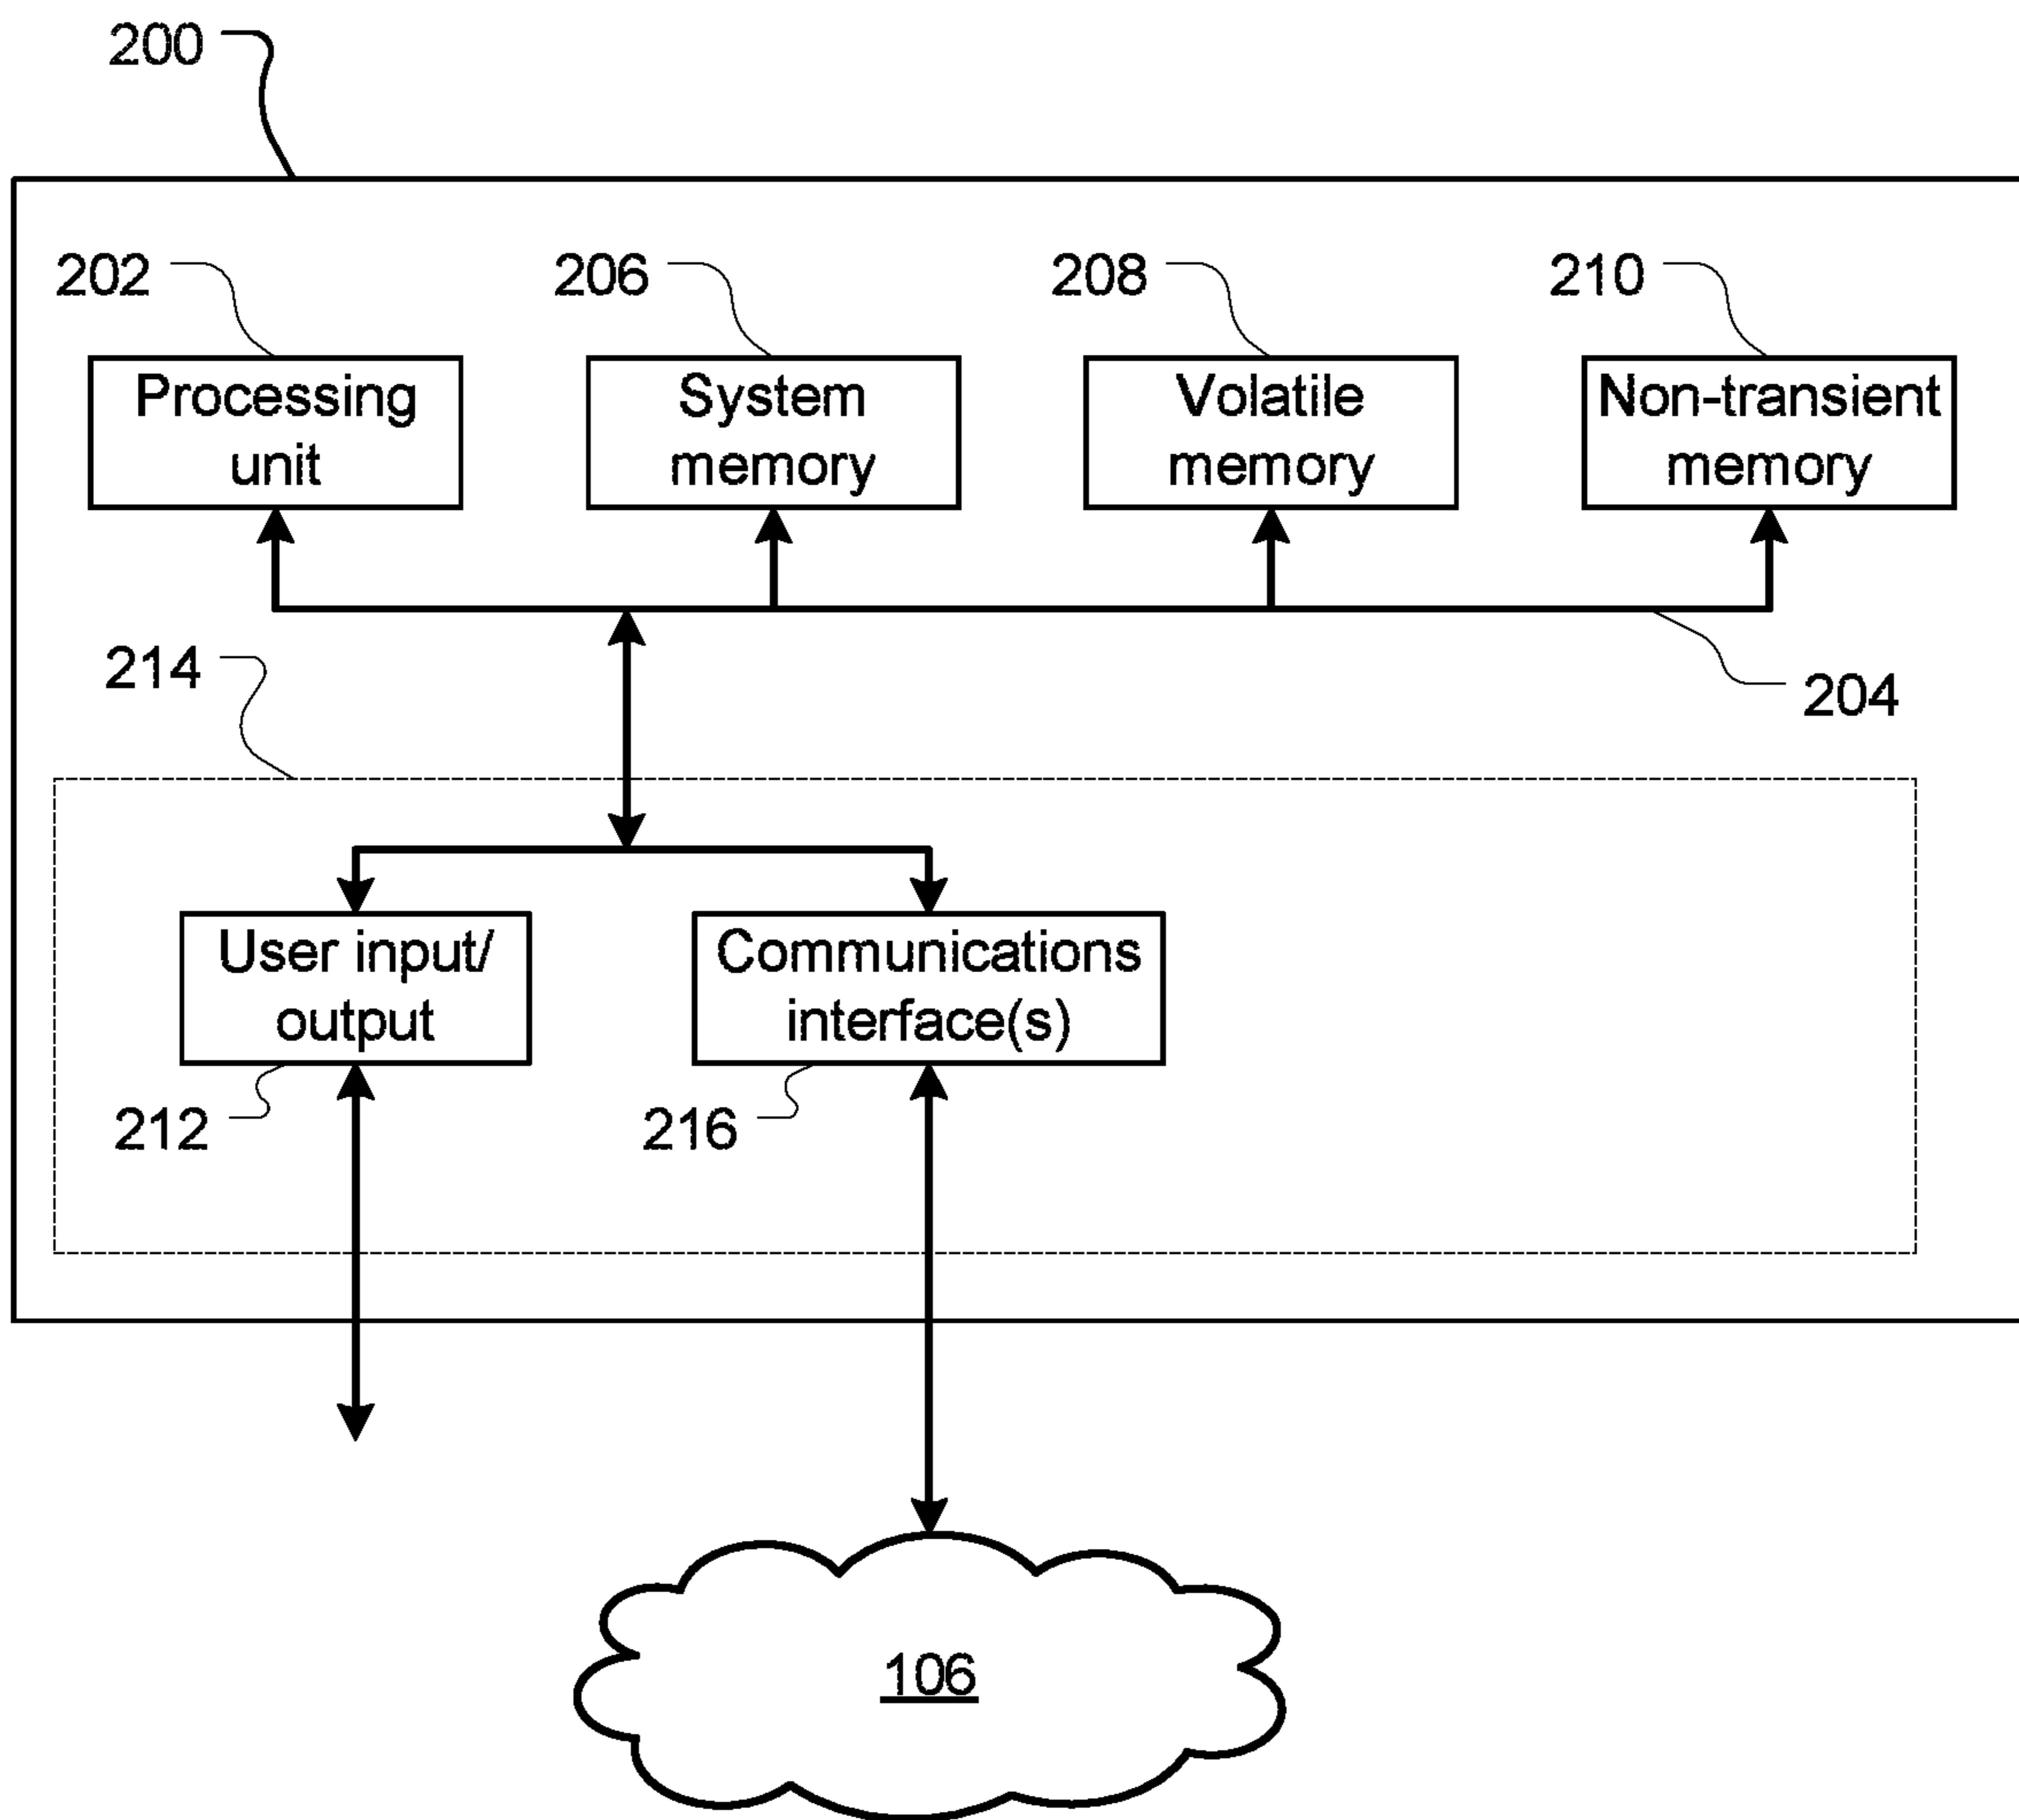 200
202
206
208
210
Processing
unit
System
memory
Volatile
memory
Non-transient
memory
214
204
User input/
output
Communications
interface(s)
212
216
106